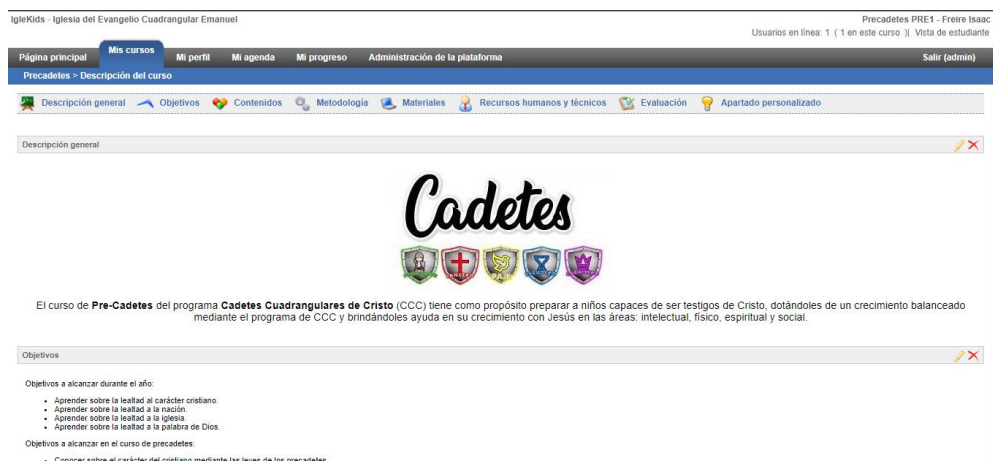 IgleKids - Iglesia del Evangelio Cuadrangular Emanuel
Precadetes PRE1 - Freire Isaac
Usuarios en línea: 1 ( 1 en este curso )| Vista de estudiante
Página principal Mis cursos Mi perfil Mi agenda Mi progreso Administración de la plataforma Salir (admin)
Precadetes > Descripción del curso
Descripción general Objetivos Contenidos Metodología Materiales Recursos humanos y técnicos Evaluación Apartado personalizado
Descripción general
Cadetes
PAJE
El curso de Pre-Cadetes del programa Cadetes Cuadrangulares de Cristo (CCC) tiene como propósito preparar a niños capaces de ser testigos de Cristo, dotándoles de un crecimiento balanceado
mediante el programa de CCC y brindándoles ayuda en su crecimiento con Jesús en las áreas: intelectual, físico, espiritual y social.
Objetivos
Objetivos a alcanzar durante el año:
Aprender sobre la lealtad al carácter cristiano.
Aprender sobre la lealtad a la nación.
Aprender sobre la lealtad a la iglesia.
Aprender sobre la lealtad a la palabra de Dios.
Objetivos a alcanzar en el curso de precadetes:
Conocer sobre el carácter del cristiano mediante las leyes de los precadetes.